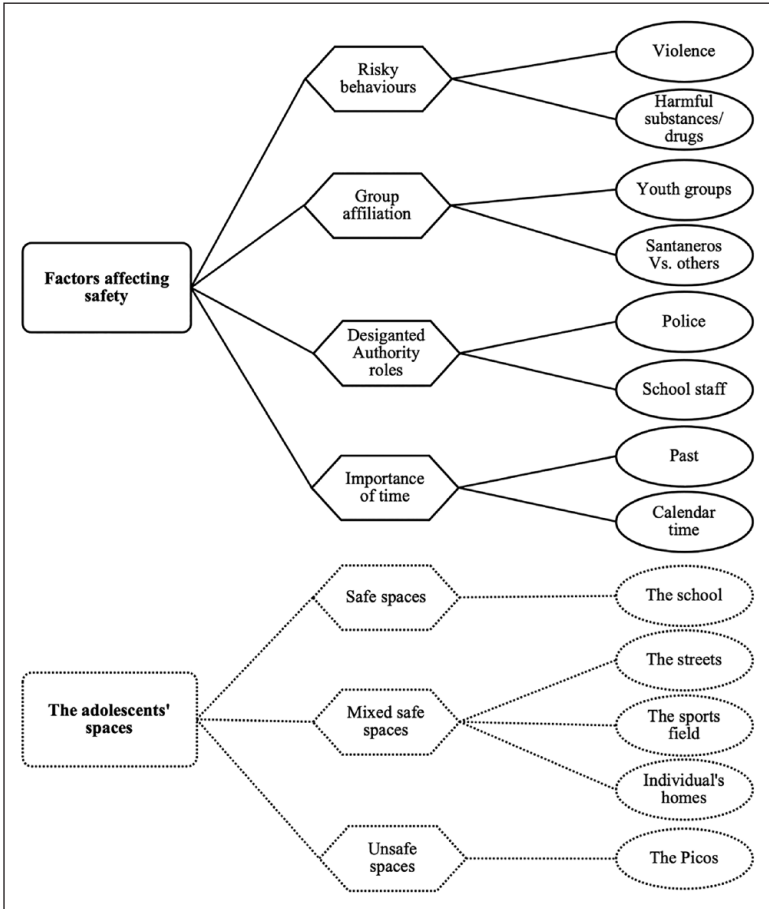 Risky
behaviours
Violence
Harmful
substances/
drugs
Group
affiliation
Youth groups
Santaneros
Vs. others
Factors affecting
safety
Desiganted
Authority
roles
Police
School staff
Importance
of time
Past
Calendar
time
Safe spaces
The school
The adolescents'
spaces
Mixed safe
spaces
The streets
The sports
field
Individual's
homes
Unsafe
spaces
The Picos